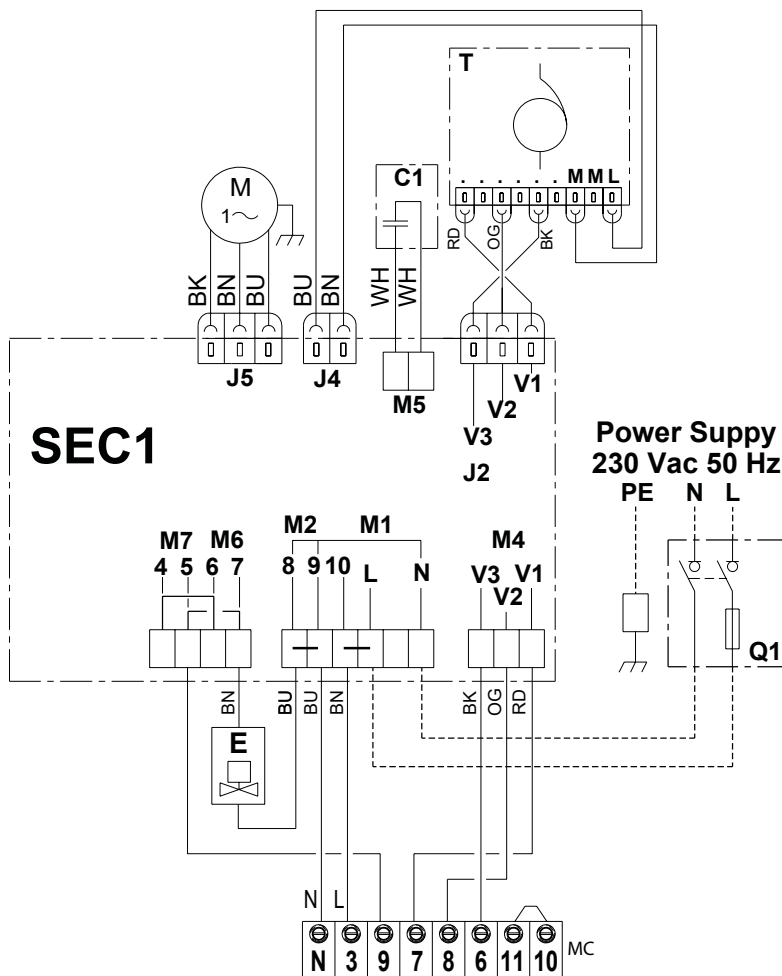 T
. . . . . . M M L
C1
M
1~
RD OG BK
BK BN BU BU BN WH WH
J5 J4 M5 V1
V2
V3
J2
SEC1
Power Suppy
230 Vac 50 Hz
PE N L
M7 M6 M2 M1 M4
4 5 6 7 8 9 10 L N V3 V2 V1
Q1
BN BU BU BN BK OG RD
E
N L
N 3 9 7 8 6 11 10 MC